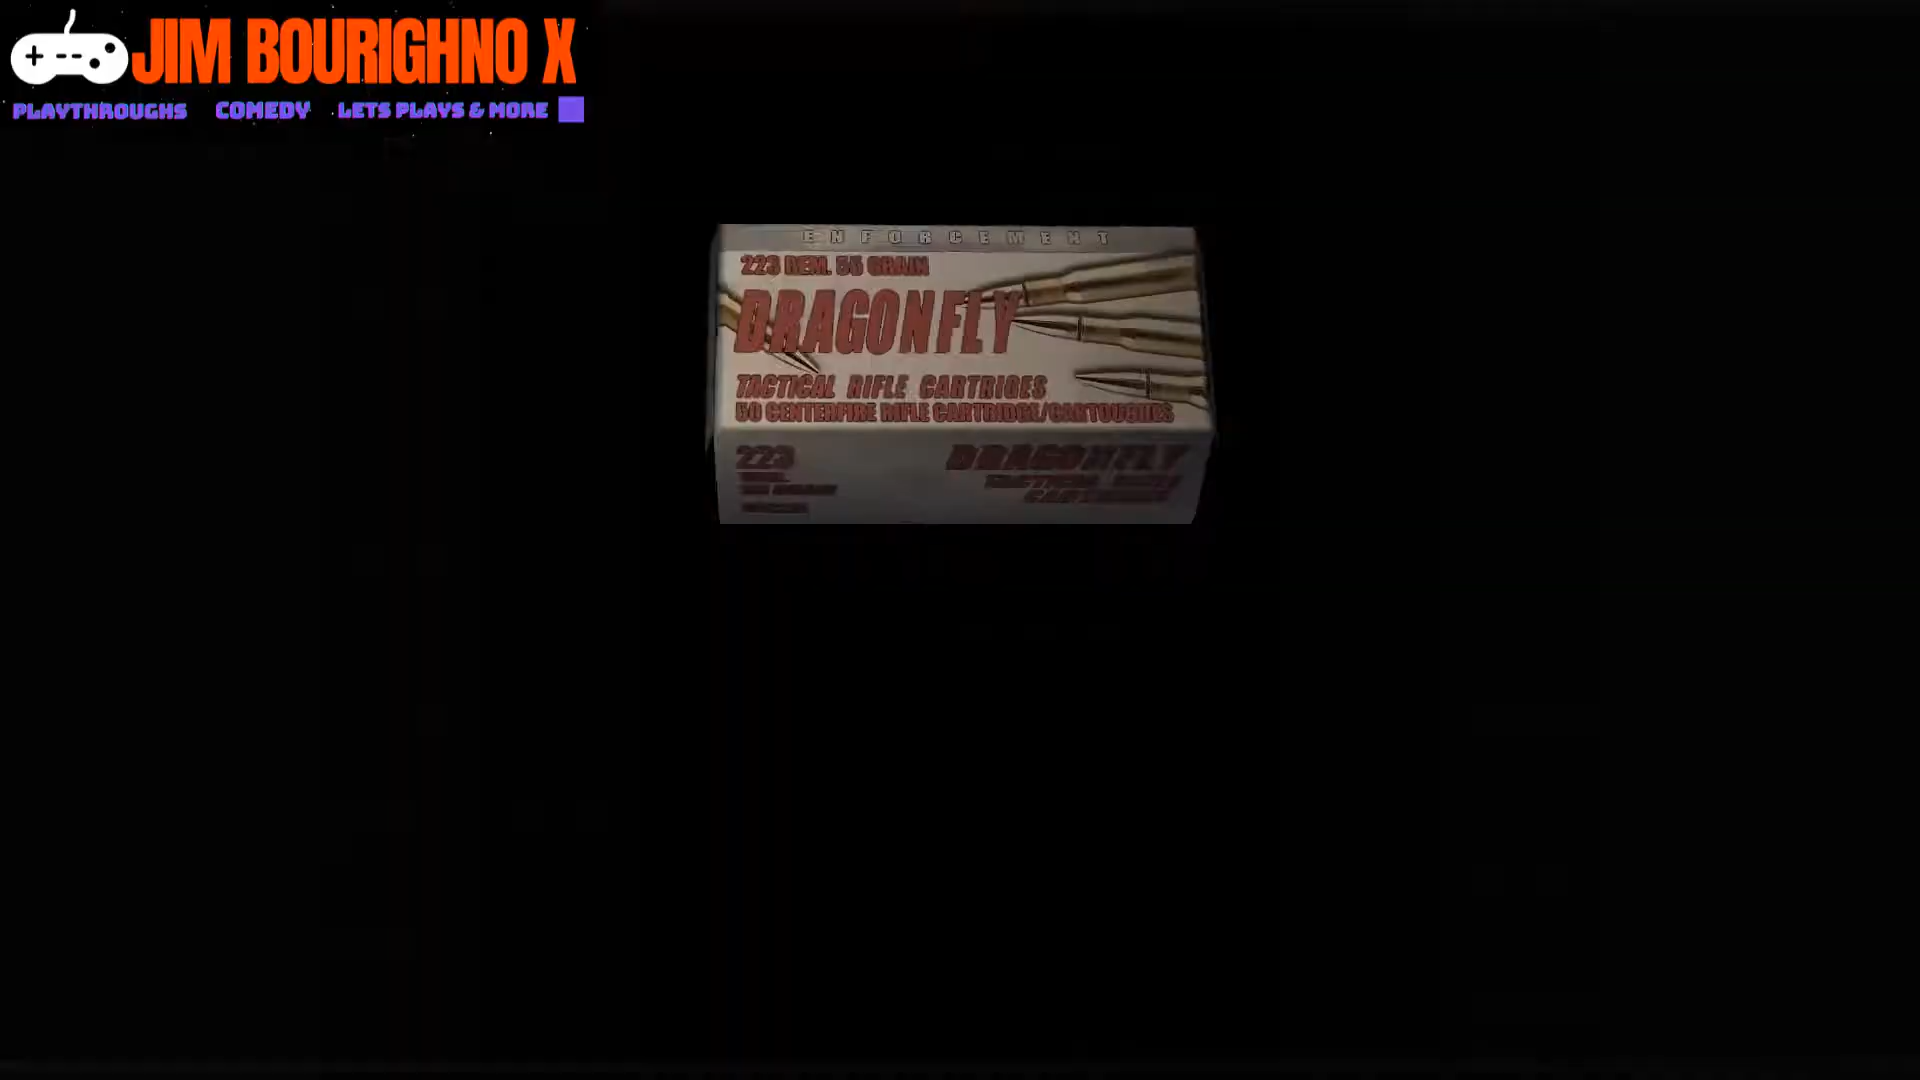 JIM BOURIGHNO X
PLAYTHROUGHS COMEDY LETS PLAYS & MORE
ENFORCEMENT
223 REM. 55 GRAIN
DRAGONFLY
TACTICAL RIFLE CARTRIGES
50 CENTERFIRE RIFLE CARTRIDGE/CARTOUCHES
223 DRAGONFLY
TACTICAL